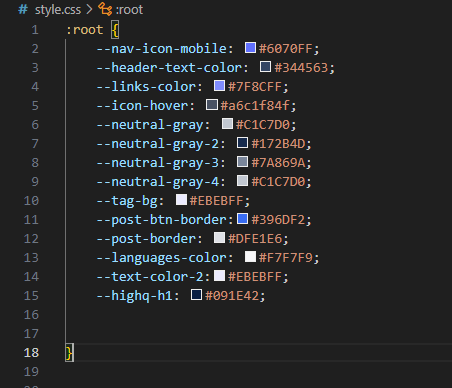 # style.css > :root
1 :root {
2 --nav-icon-mobile: #6070FF;
3 --header-text-color: #344563;
4 --links-color: #7F8CFF;
5 --icon-hover: #a6c1f84f;
6 --neutral-gray: #C1C7D0;
7 --neutral-gray-2: #172B4D;
8 --neutral-gray-3: #7A869A;
9 --neutral-gray-4: #C1C7D0;
10 --tag-bg: #EBEBFF;
11 --post-btn-border:#396DF2;
12 --post-border: #DFE1E6;
13 --languages-color: #F7F7F9;
14 --text-color-2:#EBEBFF;
15 --highq-h1: #091E42;
16
17
18 }
19
20